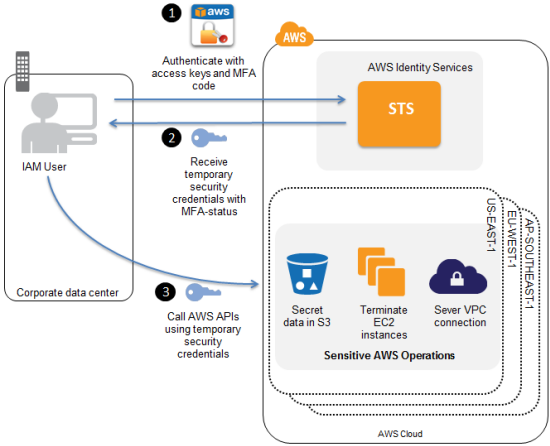 1
aws
Authenticate with
access keys and MFA
code
AWS
AWS Identity Services
STS
IAM User
2
Receive
temporary
security
credentials with
MFA-status
US-EAST-1
EU-WEST-1
AP-SOUTHEAST-1
Secret
data in S3
Terminate
EC2
instances
Sever VPC
connection
Sensitive AWS Operations
Corporate data center
3
Call AWS APIs
using temporary
security
credentials
AWS Cloud